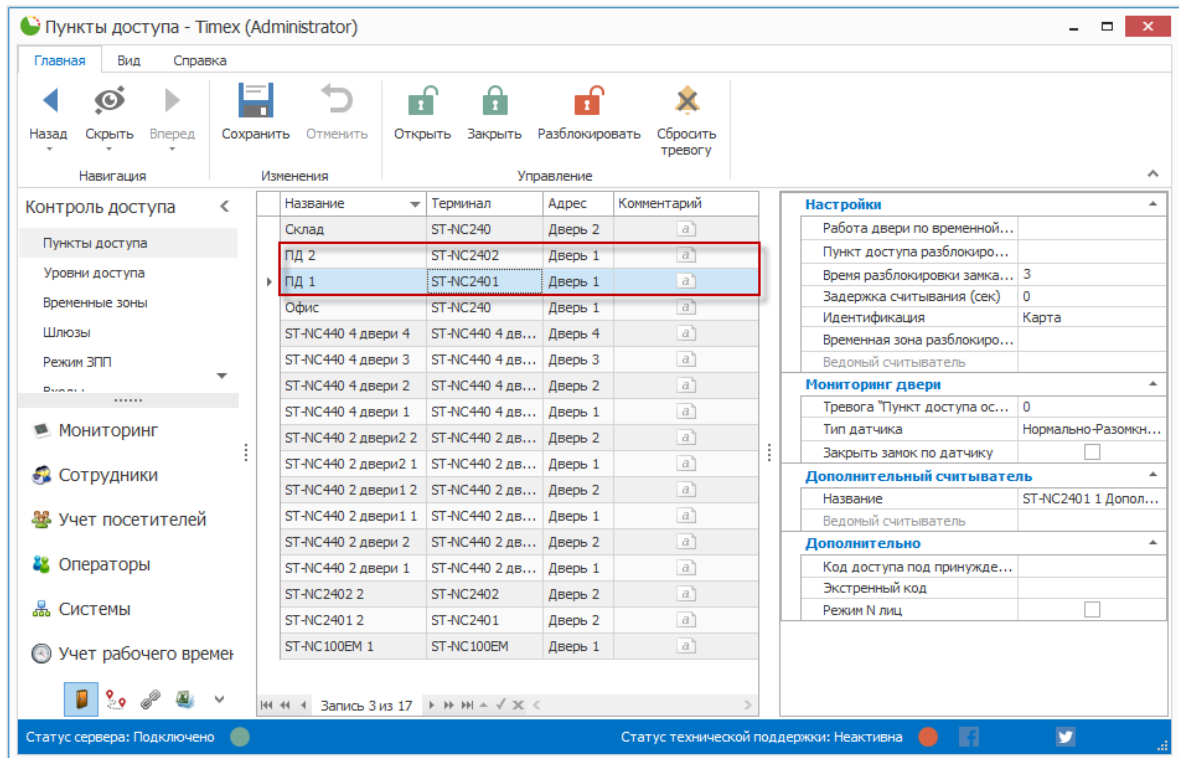 Пункты доступа - Timex (Administrator)
Главная Вид Справка
Назад Скрыть Вперед Сохранить Отменить Открыть Закрыть Разблокировать Сбросить тревогу
Навигация Изменения Управление
Контроль доступа
Пункты доступа
Уровни доступа
Временные зоны
Шлюзы
Режим ЗПП
Мониторинг
Сотрудники
Учет посетителей
Операторы
Системы
Учет рабочего времен
Название Терминал Адрес Комментарий
Склад ST-NC240 Дверь 2 a
ПД 2 ST-NC2402 Дверь 1 a
ПД 1 ST-NC2401 Дверь 1 a
Офис ST-NC240 Дверь 1 a
ST-NC440 4 двери 4 ST-NC440 4 дв... Дверь 4 a
ST-NC440 4 двери 3 ST-NC440 4 дв... Дверь 3 a
ST-NC440 4 двери 2 ST-NC440 4 дв... Дверь 2 a
ST-NC440 4 двери 1 ST-NC440 4 дв... Дверь 1 a
ST-NC440 2 двери2 2 ST-NC440 2 дв... Дверь 2 a
ST-NC440 2 двери2 1 ST-NC440 2 дв... Дверь 1 a
ST-NC440 2 двери1 2 ST-NC440 2 дв... Дверь 2 a
ST-NC440 2 двери1 1 ST-NC440 2 дв... Дверь 1 a
ST-NC440 2 двери 2 ST-NC440 2 дв... Дверь 2 a
ST-NC440 2 двери 1 ST-NC440 2 дв... Дверь 1 a
ST-NC2402 2 ST-NC2402 Дверь 2 a
ST-NC2401 2 ST-NC2401 Дверь 2 a
ST-NC100EM 1 ST-NC100EM Дверь 1 a
Запись 3 из 17
Настройки
Работа двери по временной...
Пункт доступа разблокиро...
Время разблокировки замка... 3
Задержка считывания (сек) 0
Идентификация Карта
Временная зона разблокиро...
Ведомый считыватель
Мониторинг двери
Тревога "Пункт доступа ос... 0
Тип датчика Нормально-Разомкн...
Закрыть замок по датчику
Дополнительный считыватель
Название ST-NC2401 1 Допол...
Ведомый считыватель
Дополнительно
Код доступа под принужде...
Экстренный код
Режим N лиц
Статус сервера: Подключено Статус технической поддержки: Неактивна